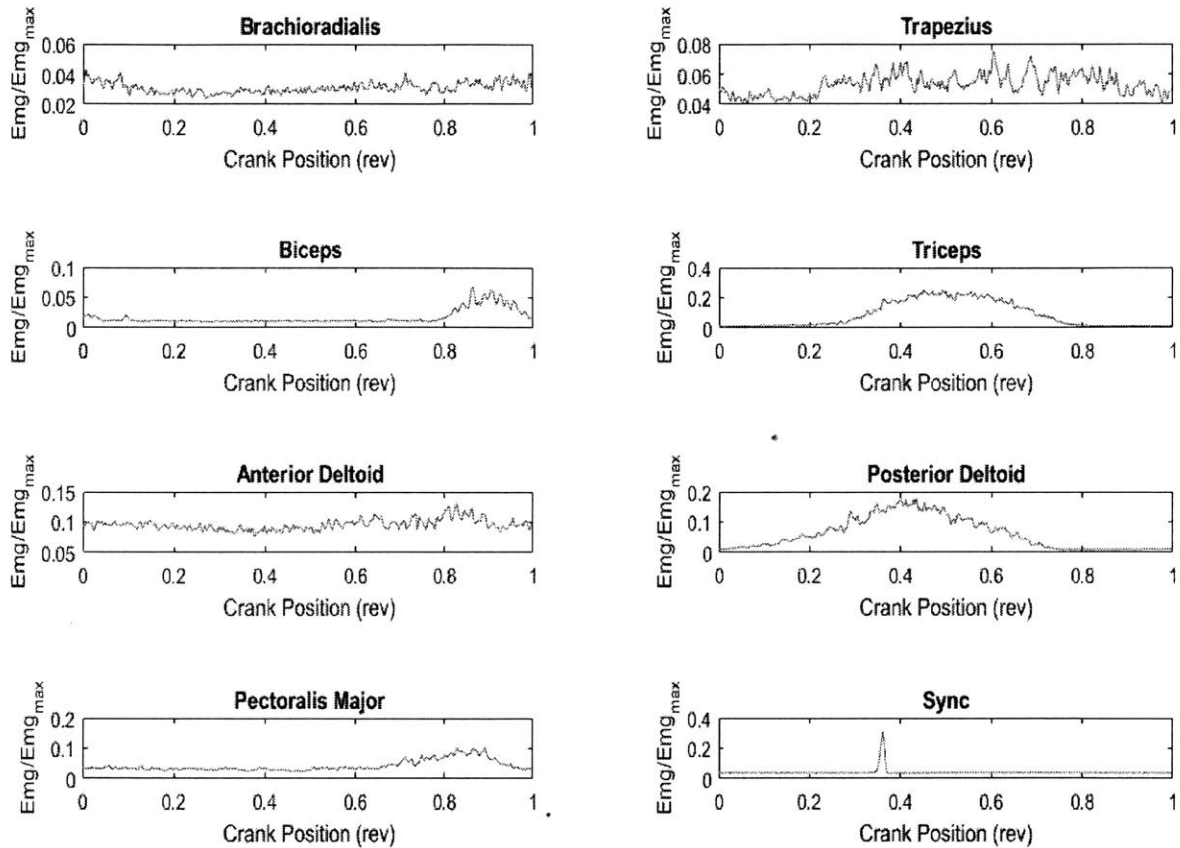 Brachioradialis
Emg/Emgmax
0.06
0.04
0.02
0 0.2 0.4 0.6 0.8 1
Crank Position (rev)
Trapezius
Emg/Emgmax
0.08
0.06
0.04
0 0.2 0.4 0.6 0.8 1
Crank Position (rev)
Biceps
Emg/Emgmax
0.1
0.05
0
0 0.2 0.4 0.6 0.8 1
Crank Position (rev)
Triceps
Emg/Emgmax
0.4
0.2
0
0 0.2 0.4 0.6 0.8 1
Crank Position (rev)
Anterior Deltoid
Emg/Emgmax
0.15
0.1
0.05
0 0.2 0.4 0.6 0.8 1
Crank Position (rev)
Posterior Deltoid
Emg/Emgmax
0.2
0.1
0
0 0.2 0.4 0.6 0.8 1
Crank Position (rev)
Pectoralis Major
Emg/Emgmax
0.2
0.1
0
0 0.2 0.4 0.6 0.8 1
Crank Position (rev)
Sync
Emg/Emgmax
0.4
0.2
0
0 0.2 0.4 0.6 0.8 1
Crank Position (rev)